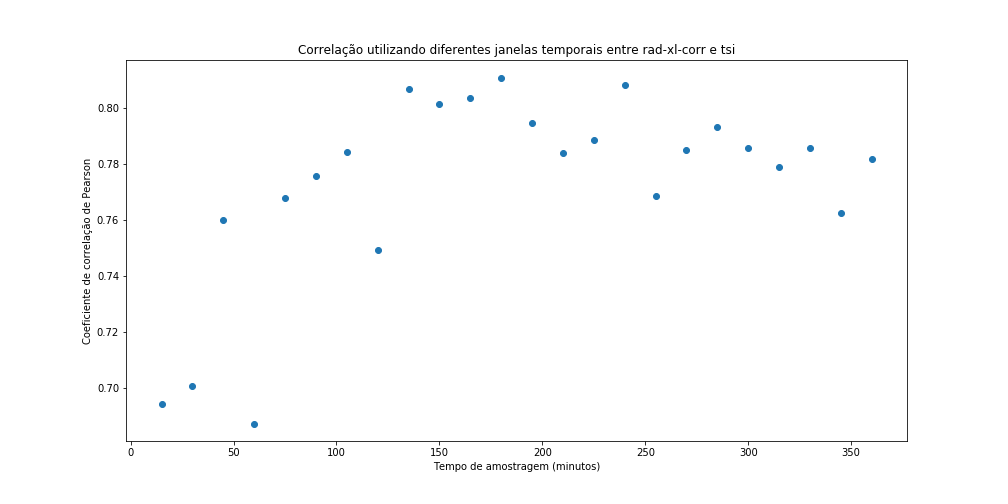 Correlação utilizando diferentes janelas temporais entre rad-xl-corr e tsi
Coeficiente de correlação de Pearson
0.80
0.78
0.76
0.74
0.72
0.70
0 50 100 150 200 250 300 350
Tempo de amostragem (minutos)